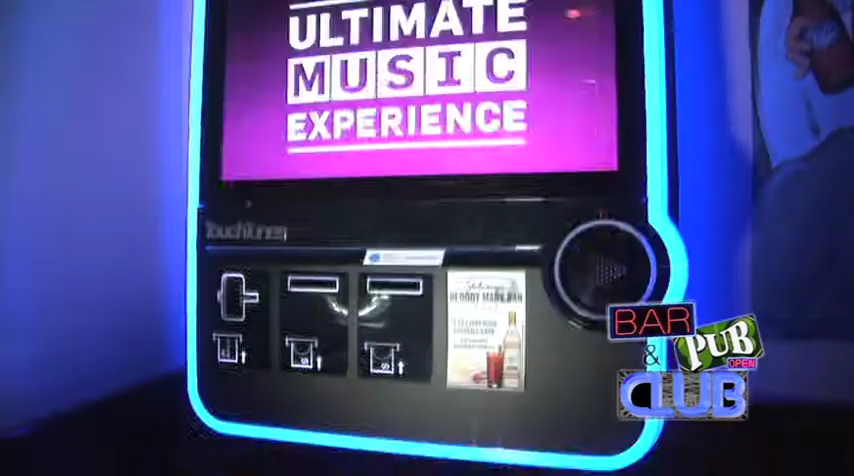 ULTIMATE
MUSIC
EXPERIENCE
TouchTunes
BLOODY MARY BAR
BAR
PUB
OPEN
&
CLUB